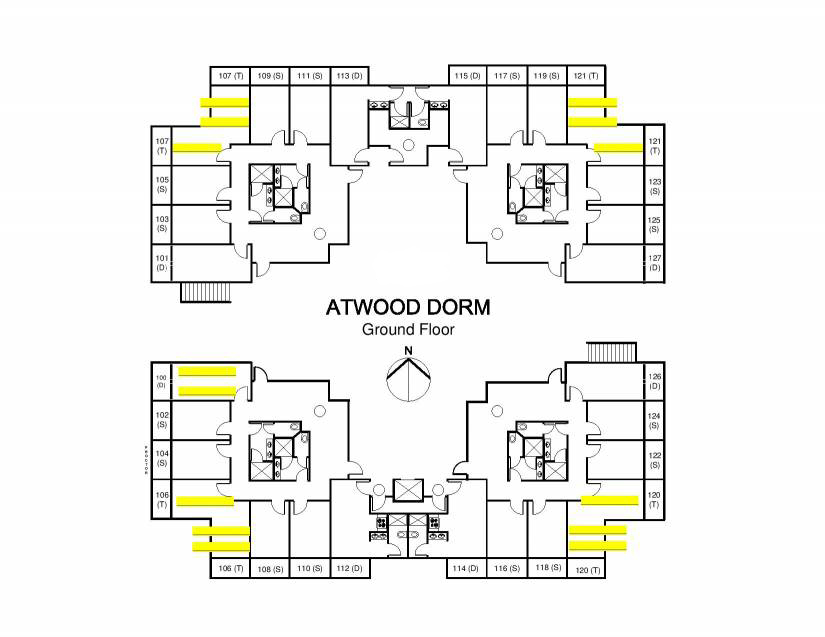 107 (T) 109 (S) 111 (S) 113 (D)
115 (D) 117 (S) 119 (S) 121 (T)
107
(T)
105
(S)
103
(S)
101
(D)
121
(T)
123
(S)
125
(S)
127
(D)
ATWOOD DORM
Ground Floor
N
100
(D)
102
(S)
104
(S)
106
(T)
PROCTOR
126
(D)
124
(S)
122
(S)
120
(T)
106 (T) 108 (S) 110 (S) 112 (D)
114 (D) 116 (S) 118 (S) 120 (T)